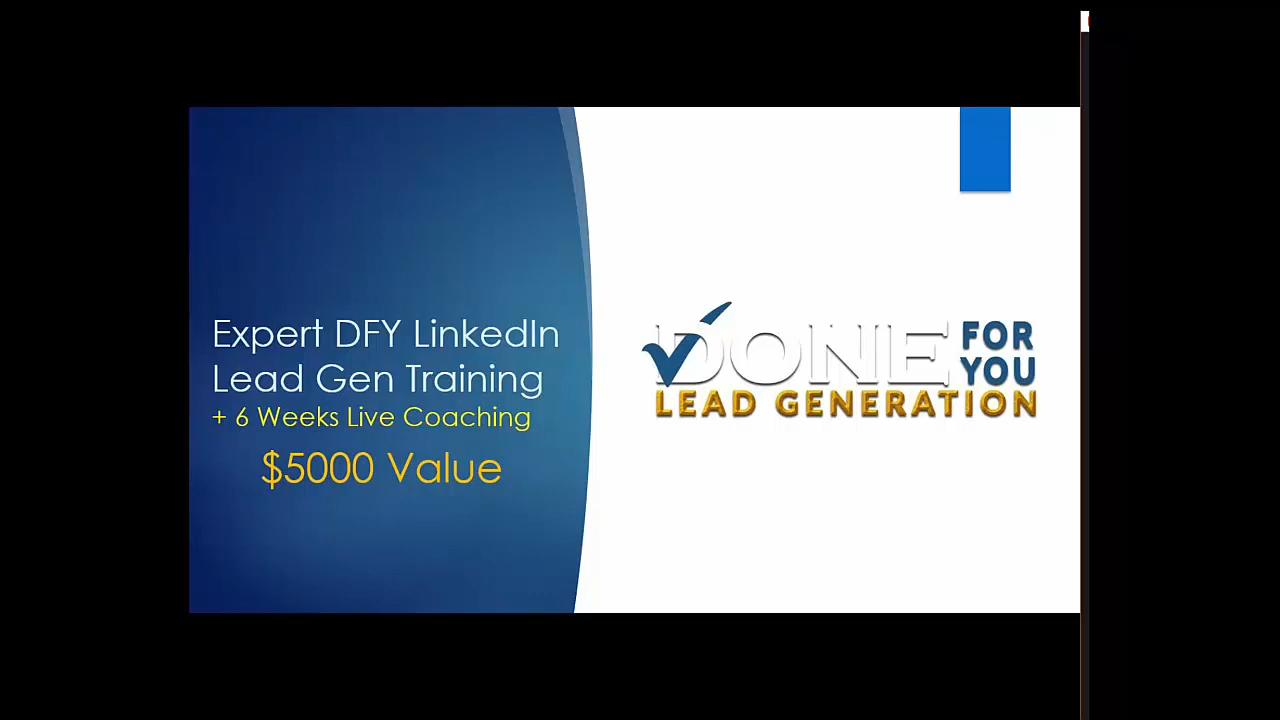 Expert DFY LinkedIn
Lead Gen Training
+ 6 Weeks Live Coaching
$5000 Value
DONE FOR YOU
LEAD GENERATION